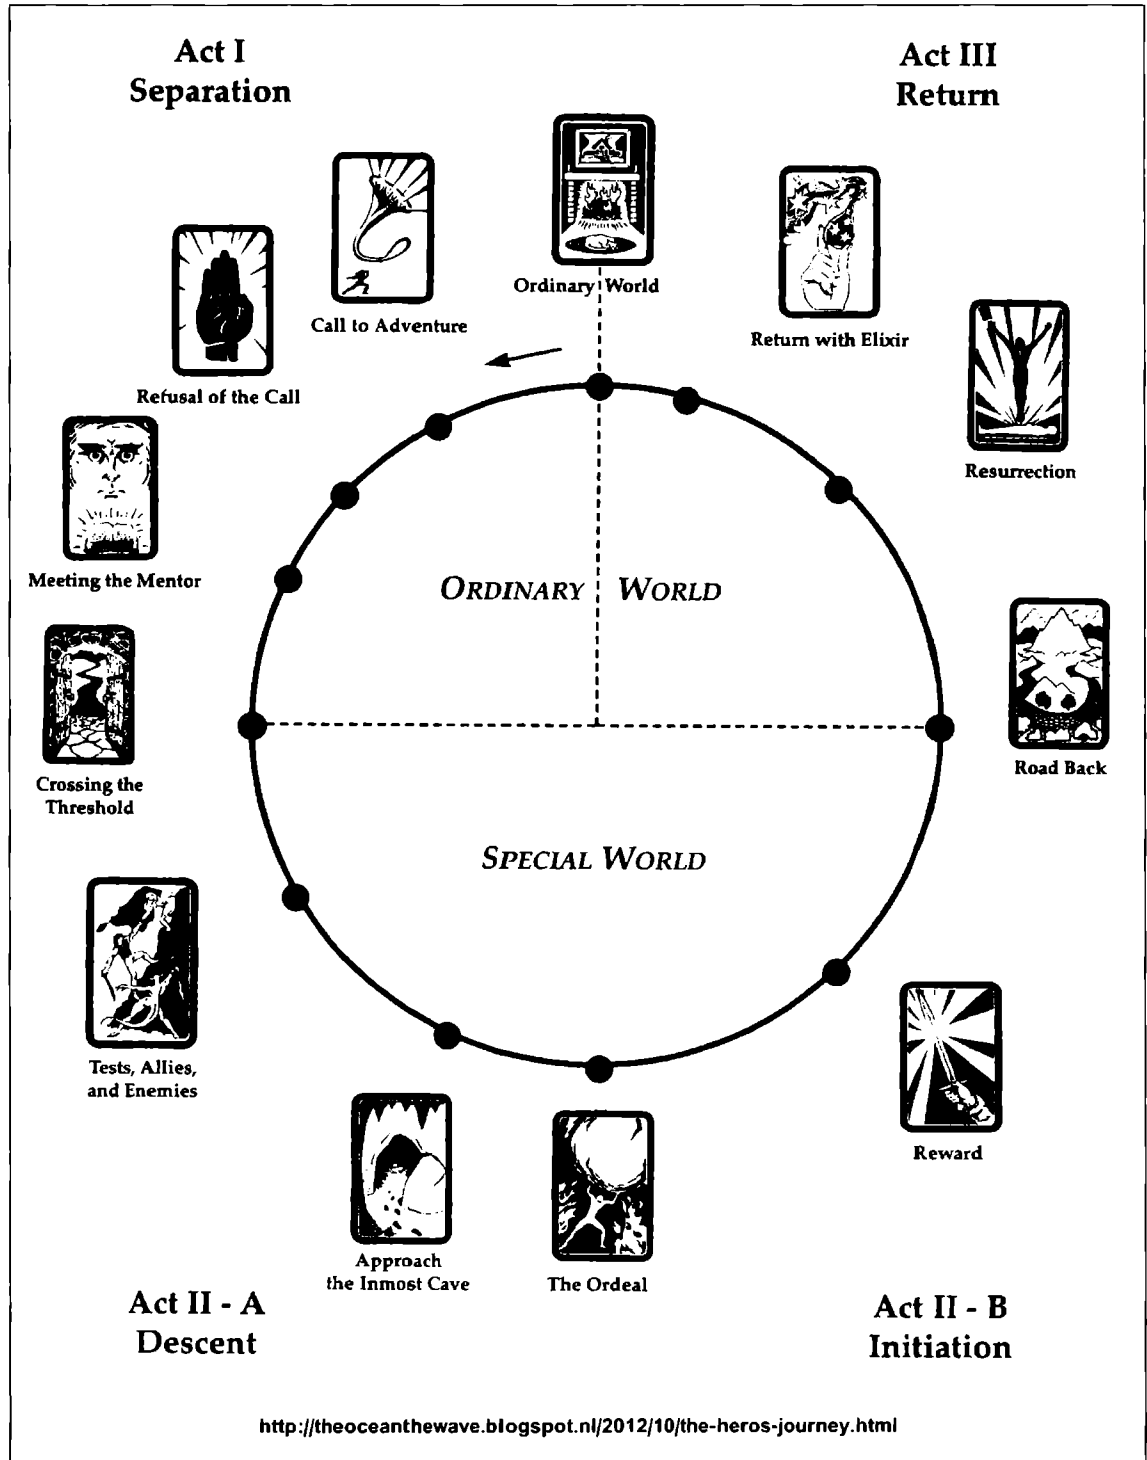 Act I
Separation
Act III
Return
Ordinary World
Call to Adventure
Refusal of the Call
Meeting the Mentor
Crossing the
Threshold
Tests, Allies,
and Enemies
Approach
the Inmost Cave
The Ordeal
Reward
Road Back
Resurrection
Return with Elixir
ORDINARY WORLD
SPECIAL WORLD
Act II - A
Descent
Act II - B
Initiation
http://theoceanthewave.blogspot.nl/2012/10/the-heros-journey.html